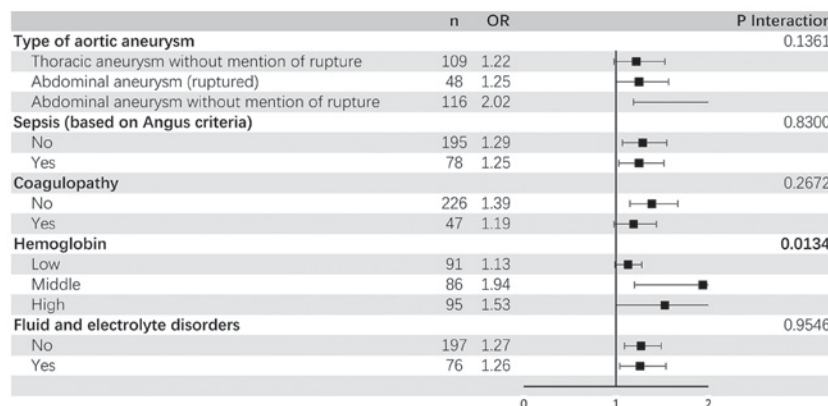 n OR P Interaction
Type of aortic aneurysm 0.1361
Thoracic aneurysm without mention of rupture 109 1.22
Abdominal aneurysm (ruptured) 48 1.25
Abdominal aneurysm without mention of rupture 116 2.02
Sepsis (based on Angus criteria) 0.8300
No 195 1.29
Yes 78 1.25
Coagulopathy 0.2672
No 226 1.39
Yes 47 1.19
Hemoglobin 0.0134
Low 91 1.13
Middle 86 1.94
High 95 1.53
Fluid and electrolyte disorders 0.9546
No 197 1.27
Yes 76 1.26
0 1 2